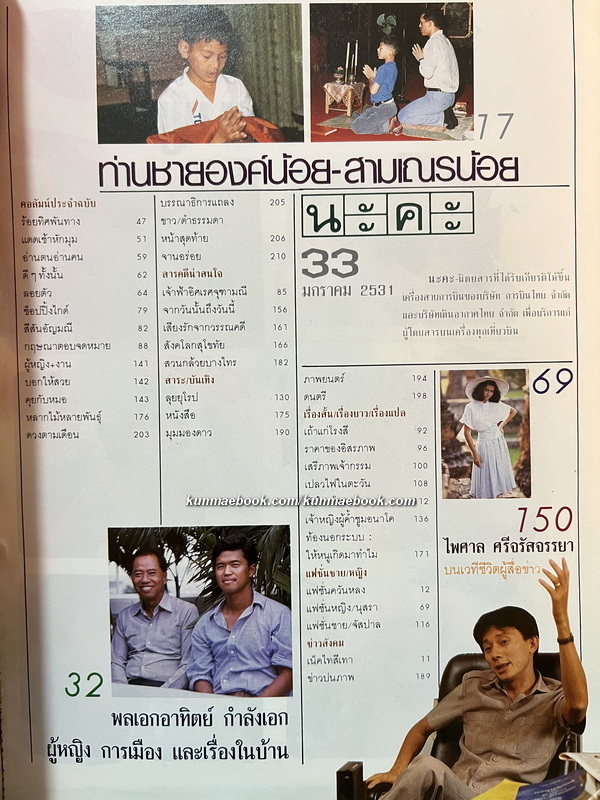 17
ท่านชายองค์น้อย-สามเณรน้อย
คอลัมน์ประจำฉบับ
ร้อยทิศพันทาง 47
แดดเช้าหักมุม 51
อ่านตนอ่านคน 59
ดี ๆ ทั้งนั้น 62
ลอยตัว 64
ช็อปปิ้งไกด์ 79
สีสันอัญมณี 82
กฤษณาตอบจดหมาย 88
ผู้หญิง+งาน 141
บอกให้สวย 142
คุยกับหมอ 143
หลากไม้หลายพันธุ์ 176
ดวงตามเดือน 203
บรรณาธิการแถลง 205
ขาว/ดำธรรมดา
หน้าสุดท้าย 206
จานอร่อย 210
สารคดีน่าสนใจ
เจ้าฟ้าอิศเรศจุฑามณี 85
จากวันนั้นถึงวันนี้ 156
เสียงรักจากวรรณคดี 161
สังคโลกสุโขทัย 166
สวนกล้วยบางไทร 182
สาระ/บันเทิง
ลุยยุโรป 130
หนังสือ 175
มุมมองดาว 190
นะคะ
33
มกราคม 2531
นะคะ-นิตยสารที่ได้รับเกียรติให้ขึ้น
เครื่องสายการบินของบริษัท การบินไทย จำกัด
และบริษัทเดินอากาศไทย จำกัด เพื่อบริการแก่
ผู้โดยสารบนเครื่องทุกเที่ยวบิน
ภาพยนตร์ 194
ดนตรี 198
เรื่องสั้น/เรื่องยาว/เรื่องแปล
เถ้าแก่โรงสี 92
ราคาของอิสรภาพ 96
เสรีภาพเจ้ากรรม 100
เปลวไฟในตะวัน 108
112
เจ้าหญิงผู้ค้ำชูมอนาโค 136
ท้องนอกระบบ :
ให้หนูเกิดมาทำไม 171
แฟชั่นชาย/หญิง
แฟชั่นควันหลง 12
แฟชั่นหญิง/นุสรา 69
แฟชั่นชาย/จัสปาล 116
ข่าวสังคม
เน็คไทสีเทา 11
ข่าวปนภาพ 189
69
kunmaebook.com/kunmaebook.com
150
ไพศาล ศรีจรัสจรรยา
บนเวทีชีวิตผู้สื่อข่าว
32
พลเอกอาทิตย์ กำลังเอก
ผู้หญิง การเมือง และเรื่องในบ้าน